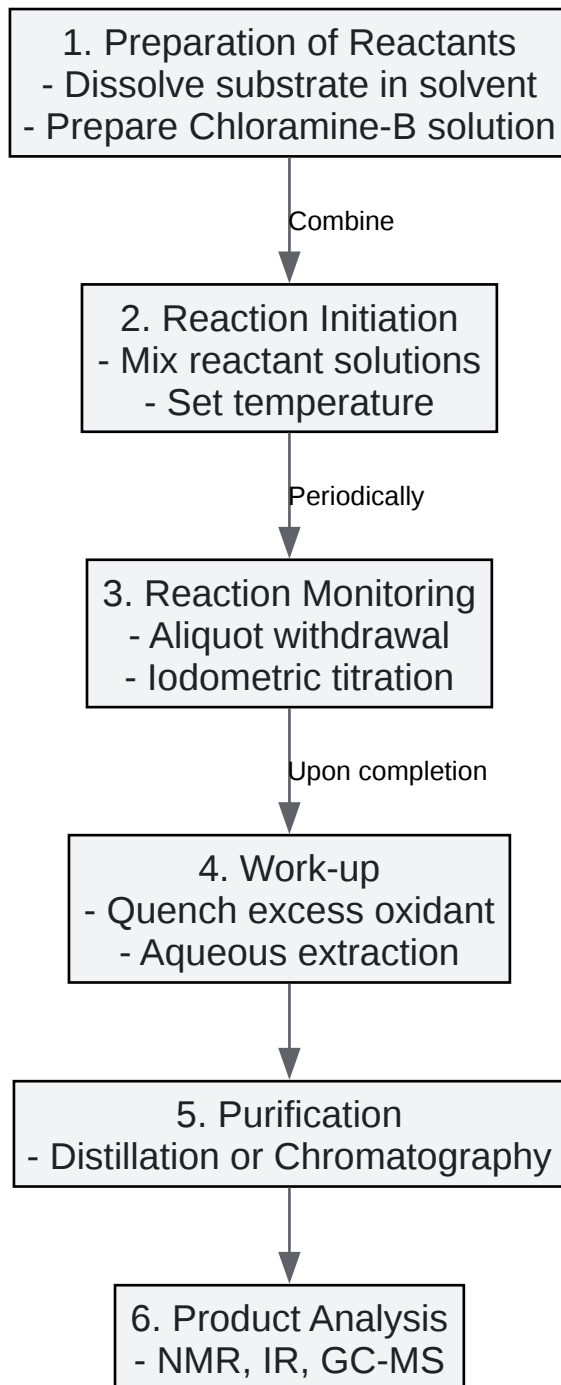 1. Preparation of Reactants
- Dissolve substrate in solvent
- Prepare Chloramine-B solution
Combine
2. Reaction Initiation
- Mix reactant solutions
- Set temperature
Periodically
3. Reaction Monitoring
- Aliquot withdrawal
- Iodometric titration
Upon completion
4. Work-up
- Quench excess oxidant
- Aqueous extraction
5. Purification
- Distillation or Chromatography
6. Product Analysis
- NMR, IR, GC-MS